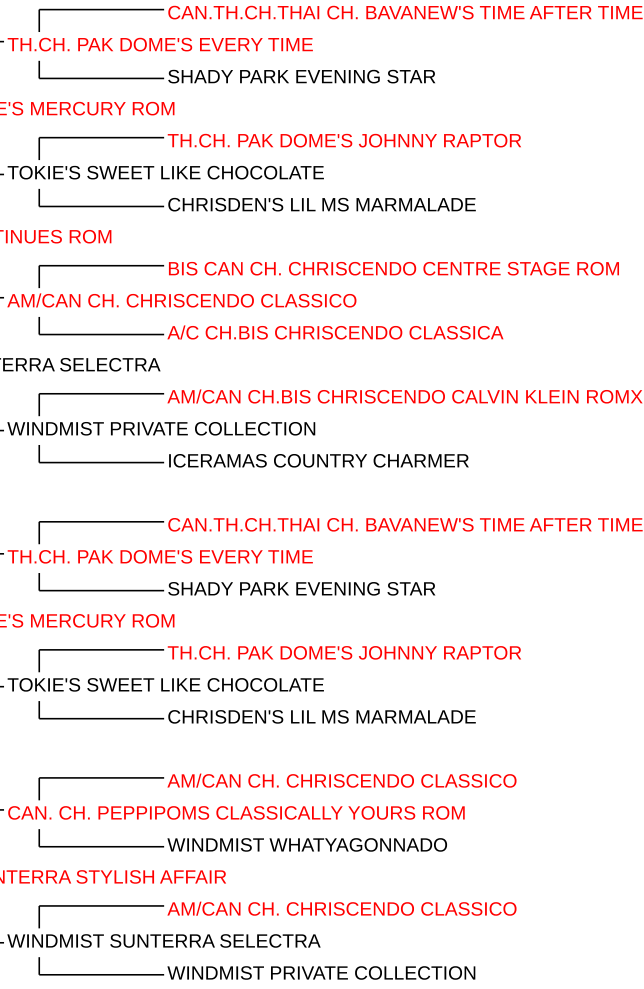 CAN.TH.CH.THAI CH. BAVANEW'S TIME AFTER TIME
TH.CH. PAK DOME'S EVERY TIME
SHADY PARK EVENING STAR
E'S MERCURY ROM
TH.CH. PAK DOME'S JOHNNY RAPTOR
TOKIE'S SWEET LIKE CHOCOLATE
CHRISDEN'S LIL MS MARMALADE
TINUES ROM
BIS CAN CH. CHRISCENDO CENTRE STAGE ROM
AM/CAN CH. CHRISCENDO CLASSICO
A/C CH.BIS CHRISCENDO CLASSICA
TERRA SELECTRA
AM/CAN CH.BIS CHRISCENDO CALVIN KLEIN ROMX
WINDMIST PRIVATE COLLECTION
ICERAMAS COUNTRY CHARMER
CAN.TH.CH.THAI CH. BAVANEW'S TIME AFTER TIME
TH.CH. PAK DOME'S EVERY TIME
SHADY PARK EVENING STAR
E'S MERCURY ROM
TH.CH. PAK DOME'S JOHNNY RAPTOR
TOKIE'S SWEET LIKE CHOCOLATE
CHRISDEN'S LIL MS MARMALADE
AM/CAN CH. CHRISCENDO CLASSICO
CAN. CH. PEPPIPOMS CLASSICALLY YOURS ROM
WINDMIST WHATYAGONNADO
NTERRA STYLISH AFFAIR
AM/CAN CH. CHRISCENDO CLASSICO
WINDMIST SUNTERRA SELECTRA
WINDMIST PRIVATE COLLECTION